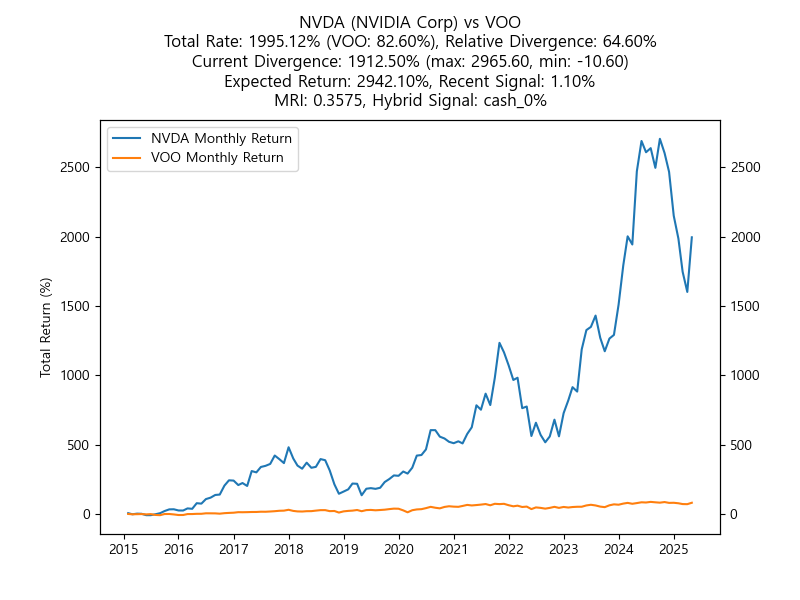 NVDA (NVIDIA Corp) vs VOO
Total Rate: 1995.12% (VOO: 82.60%), Relative Divergence: 64.60%
Current Divergence: 1912.50% (max: 2965.60, min: -10.60)
Expected Return: 2942.10%, Recent Signal: 1.10%
MRI: 0.3575, Hybrid Signal: cash_0%
NVDA Monthly Return
VOO Monthly Return
Total Return (%)
2500 2500
2000 2000
1500 1500
1000 1000
500 500
0 0
2015 2016 2017 2018 2019 2020 2021 2022 2023 2024 2025